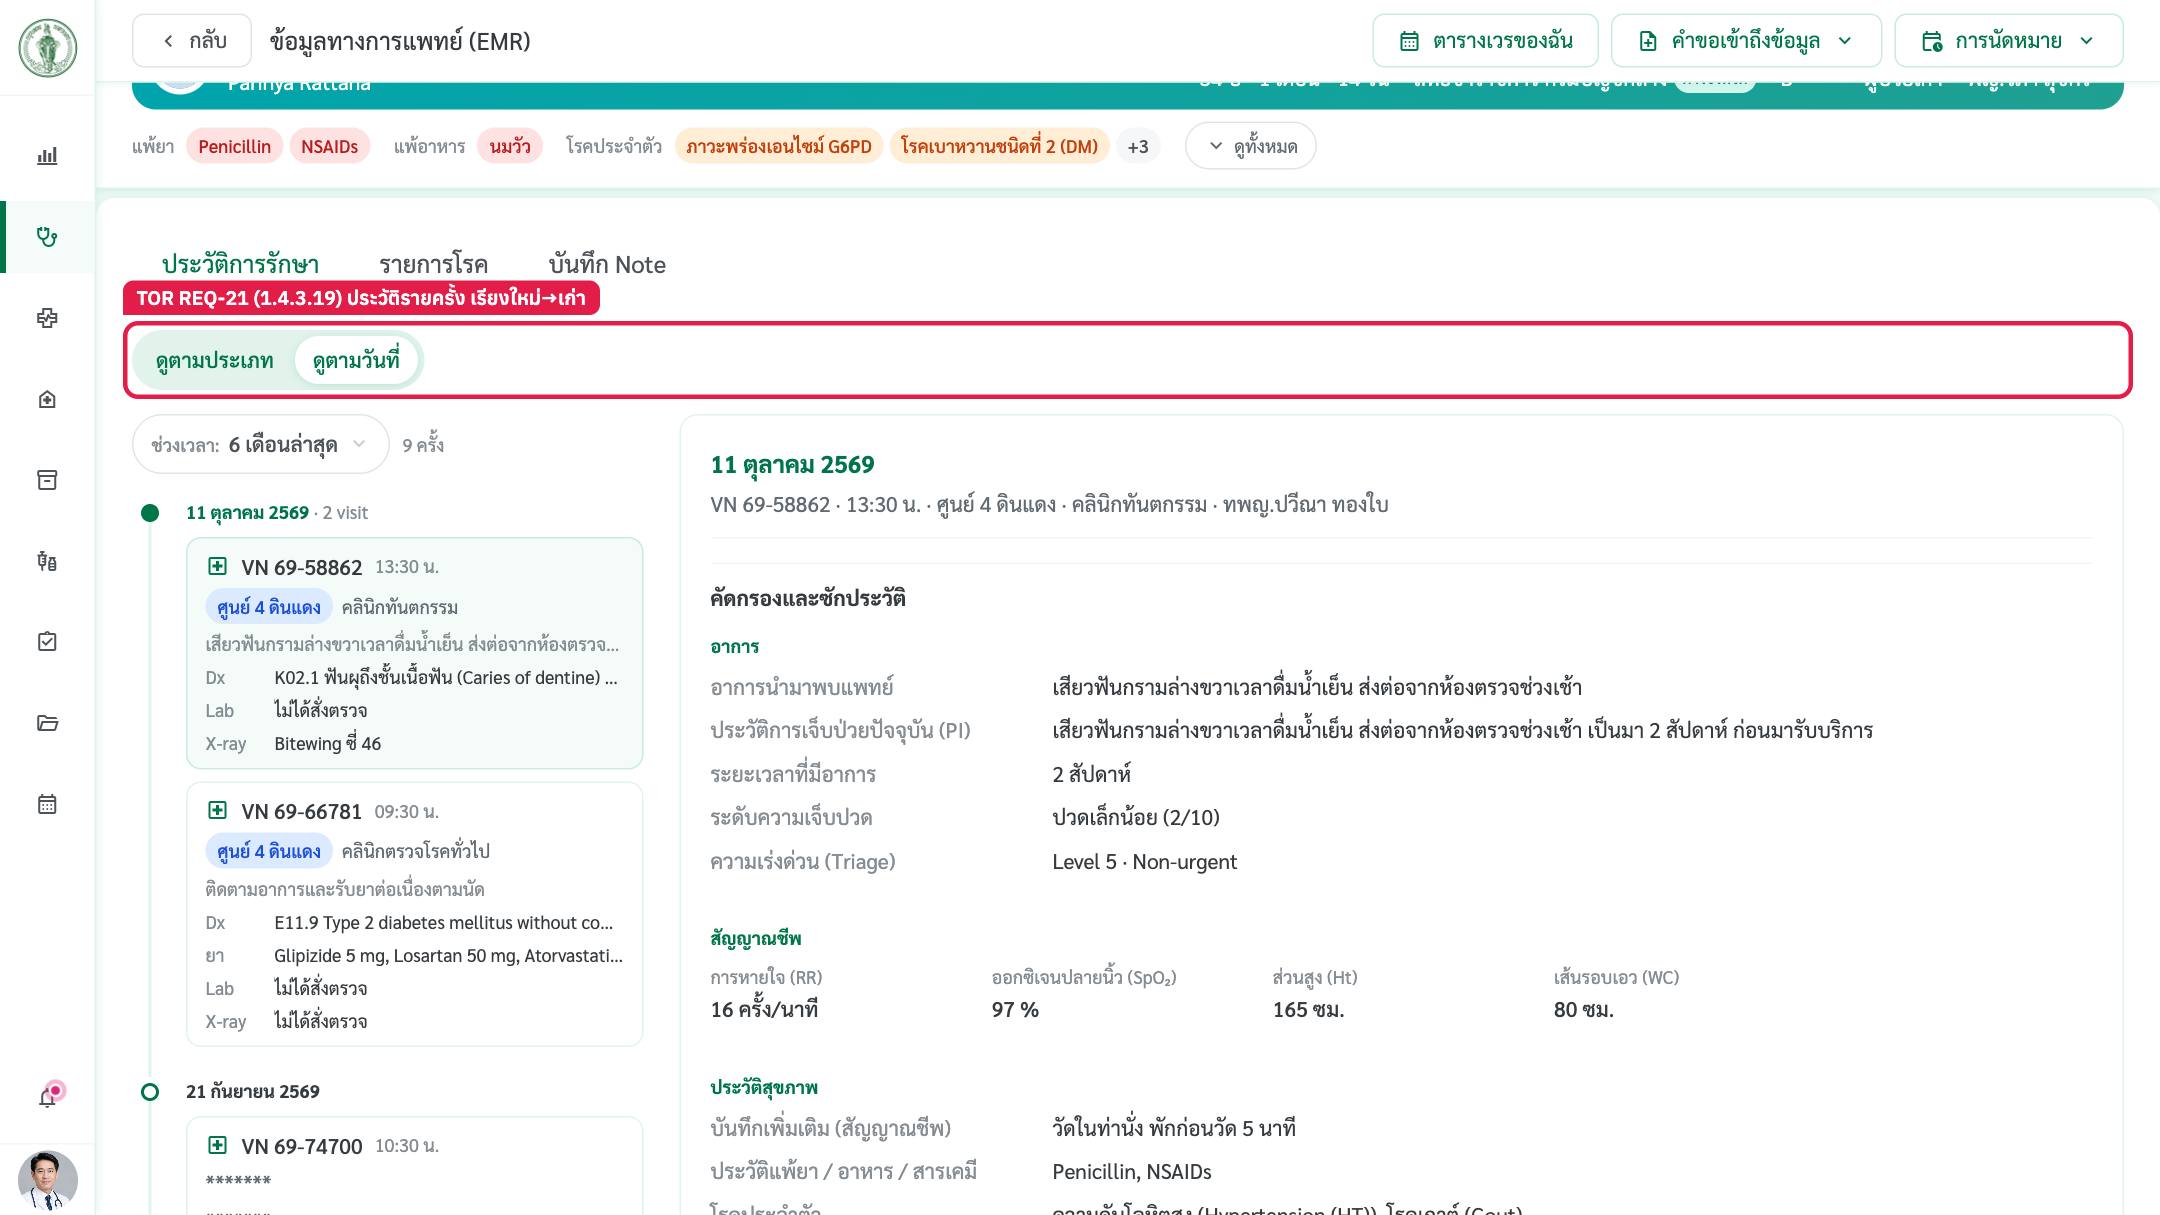 กลับ
ข้อมูลทางการแพทย์ (EMR)
ตารางเวรของฉัน
คำขอเข้าถึงข้อมูล
การนัดหมาย
Pannya Rattana
แพ้ยา Penicillin NSAIDs แพ้อาหาร นมวัว โรคประจำตัว ภาวะพร่องเอนไซม์ G6PD โรคเบาหวานชนิดที่ 2 (DM) +3 ดูทั้งหมด
ประวัติการรักษา รายการโรค บันทึก Note
TOR REQ-21 (1.4.3.19) ประวัติรายครั้ง เรียงใหม่→เก่า
ดูตามประเภท ดูตามวันที่
ช่วงเวลา: 6 เดือนล่าสุด 9 ครั้ง
11 ตุลาคม 2569 · 2 visit
VN 69-58862 13:30 น.
ศูนย์ 4 ดินแดง คลินิกทันตกรรม
เสียวฟันกรามล่างขวาเวลาดื่มน้ำเย็น ส่งต่อจากห้องตรวจ...
Dx K02.1 ฟันผุถึงชั้นเนื้อฟัน (Caries of dentine) ...
Lab ไม่ได้สั่งตรวจ
X-ray Bitewing ซี่ 46
VN 69-66781 09:30 น.
ศูนย์ 4 ดินแดง คลินิกตรวจโรคทั่วไป
ติดตามอาการและรับยาต่อเนื่องตามนัด
Dx E11.9 Type 2 diabetes mellitus without co...
ยา Glipizide 5 mg, Losartan 50 mg, Atorvastati...
Lab ไม่ได้สั่งตรวจ
X-ray ไม่ได้สั่งตรวจ
21 กันยายน 2569
VN 69-74700 10:30 น.
*******
11 ตุลาคม 2569
VN 69-58862 · 13:30 น. · ศูนย์ 4 ดินแดง · คลินิกทันตกรรม · ทพญ.ปวีณา ทองใบ
คัดกรองและซักประวัติ
อาการ
อาการนำมาพบแพทย์ เสียวฟันกรามล่างขวาเวลาดื่มน้ำเย็น ส่งต่อจากห้องตรวจช่วงเช้า
ประวัติการเจ็บป่วยปัจจุบัน (PI) เสียวฟันกรามล่างขวาเวลาดื่มน้ำเย็น ส่งต่อจากห้องตรวจช่วงเช้า เป็นมา 2 สัปดาห์ ก่อนมารับบริการ
ระยะเวลาที่มีอาการ 2 สัปดาห์
ระดับความเจ็บปวด ปวดเล็กน้อย (2/10)
ความเร่งด่วน (Triage) Level 5 · Non-urgent
สัญญาณชีพ
การหายใจ (RR) ออกซิเจนปลายนิ้ว (SpO₂) ส่วนสูง (Ht) เส้นรอบเอว (WC)
16 ครั้ง/นาที 97 % 165 ซม. 80 ซม.
ประวัติสุขภาพ
บันทึกเพิ่มเติม (สัญญาณชีพ) วัดในท่านั่ง พักก่อนวัด 5 นาที
ประวัติแพ้ยา / อาหาร / สารเคมี Penicillin, NSAIDs
โรคประจำตัว ความดันโลหิตสูง (Hypertension (HT)), โรคเกาต์ (Gout)